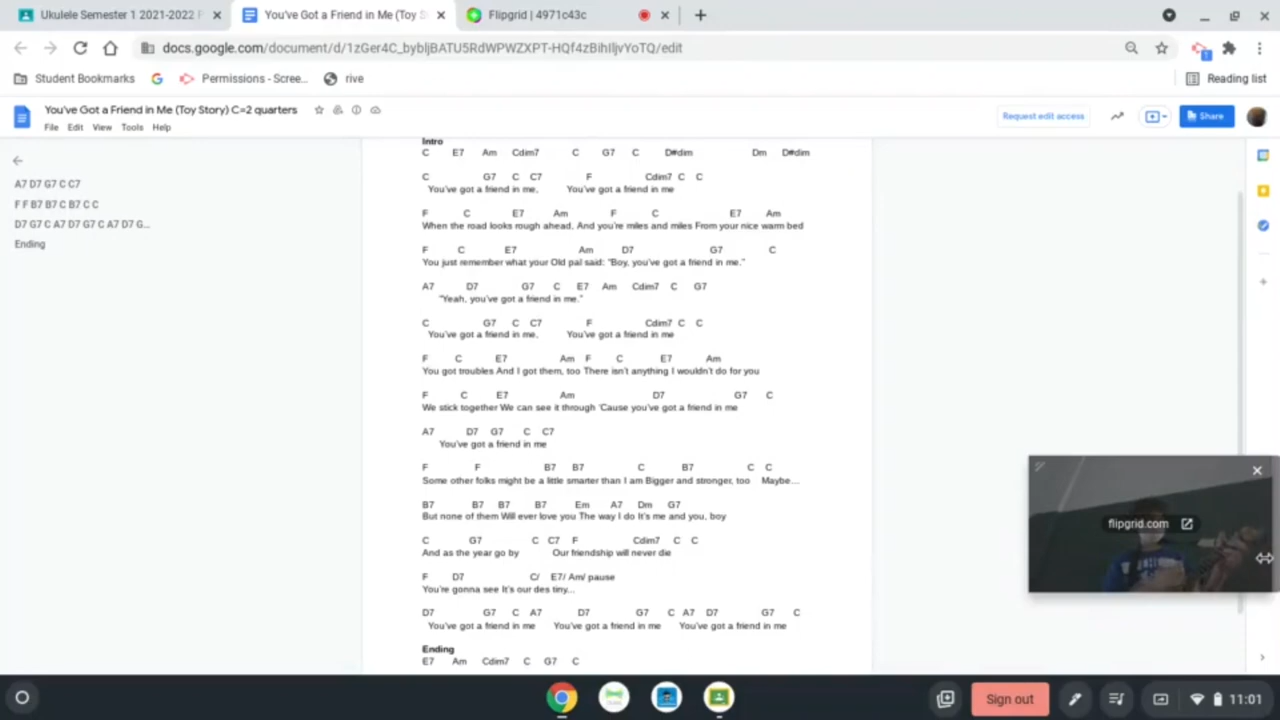 Ukulele Semester 1 2021-2022
You've Got a Friend in Me (Toy S
Flipgrid | 4971c43c
docs.google.com/document/d/1zGer4C_bybljBATU5RdWPWZXPT-HQf4zBihIljvYoTQ/edit
Student Bookmarks
Permissions - Scree...
rive
Reading list
You've Got a Friend in Me (Toy Story) C=2 quarters
Request edit access
Share
File Edit View Tools Help
A7 D7 G7 C C7
F F B7 B7 C B7 C C
D7 G7 C A7 D7 G7 C A7 D7 G...
Ending
Intro
C E7 Am Cdim7 C G7 C D#dim Dm D#dim
C G7 C C7 F Cdim7 C C
You've got a friend in me, You've got a friend in me
F C E7 Am F C E7 Am
When the road looks rough ahead, And you're miles and miles From your nice warm bed
F C E7 Am D7 G7 C
You just remember what your Old pal said: "Boy, you've got a friend in me."
A7 D7 G7 C E7 Am Cdim7 C G7
"Yeah, you've got a friend in me."
C G7 C C7 F Cdim7 C C
You've got a friend in me, You've got a friend in me
F C E7 Am F C E7 Am
You got troubles And I got them, too There isn't anything I wouldn't do for you
F C E7 Am D7 G7 C
We stick together We can see it through 'Cause you've got a friend in me
A7 D7 G7 C C7
You've got a friend in me
F F B7 B7 C B7 C C
Some other folks might be a little smarter than I am Bigger and stronger, too Maybe...
B7 B7 B7 B7 Em A7 Dm G7
But none of them Will ever love you The way I do It's me and you, boy
C G7 C C7 F Cdim7 C C
And as the year go by Our friendship will never die
F D7 C/ E7/ Am/ pause
You're gonna see It's our des tiny...
D7 G7 C A7 D7 G7 C A7 D7 G7 C
You've got a friend in me You've got a friend in me You've got a friend in me
Ending
E7 Am Cdim7 C G7 C
flipgrid.com
Sign out
11:01